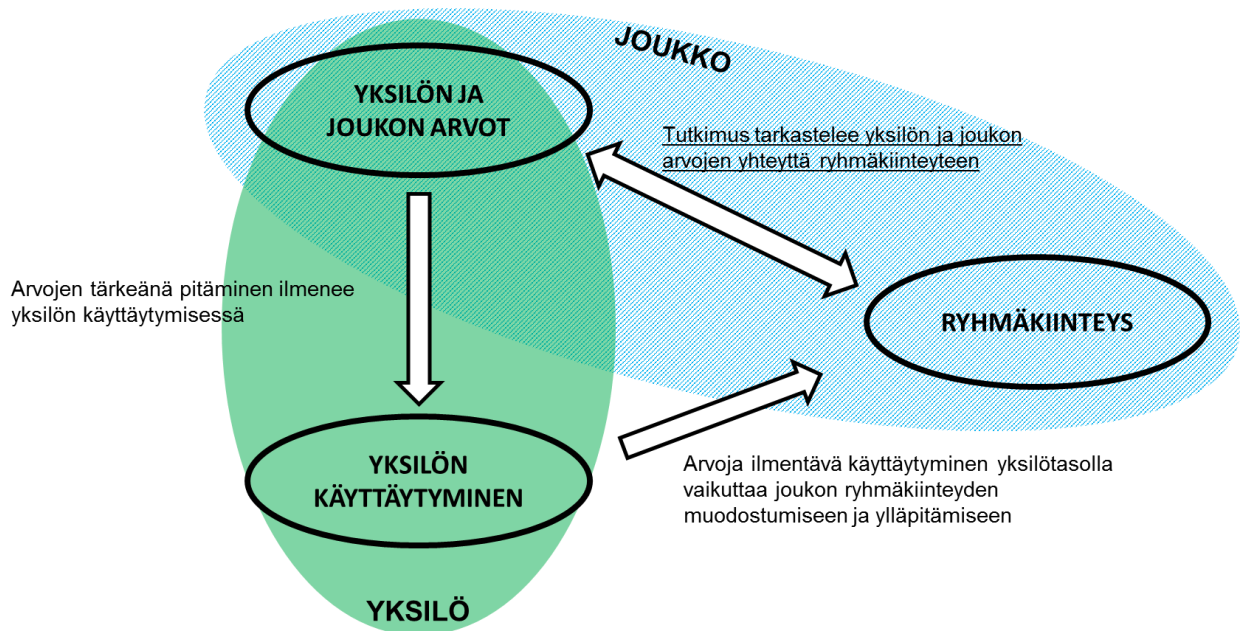 JOUKKO
YKSILÖN JA
JOUKON ARVOT
Tutkimus tarkastelee yksilön ja joukon
arvojen yhteyttä ryhmäkiinteyteen
Arvojen tärkeänä pitäminen ilmenee
yksilön käyttäytymisessä
RYHMÄKIINTEYS
YKSILÖN
KÄYTTÄYTYMINEN
Arvoja ilmentävä käyttäytyminen yksilötasolla
vaikuttaa joukon ryhmäkiinteyden
muodostumiseen ja ylläpitämiseen
YKSILÖ